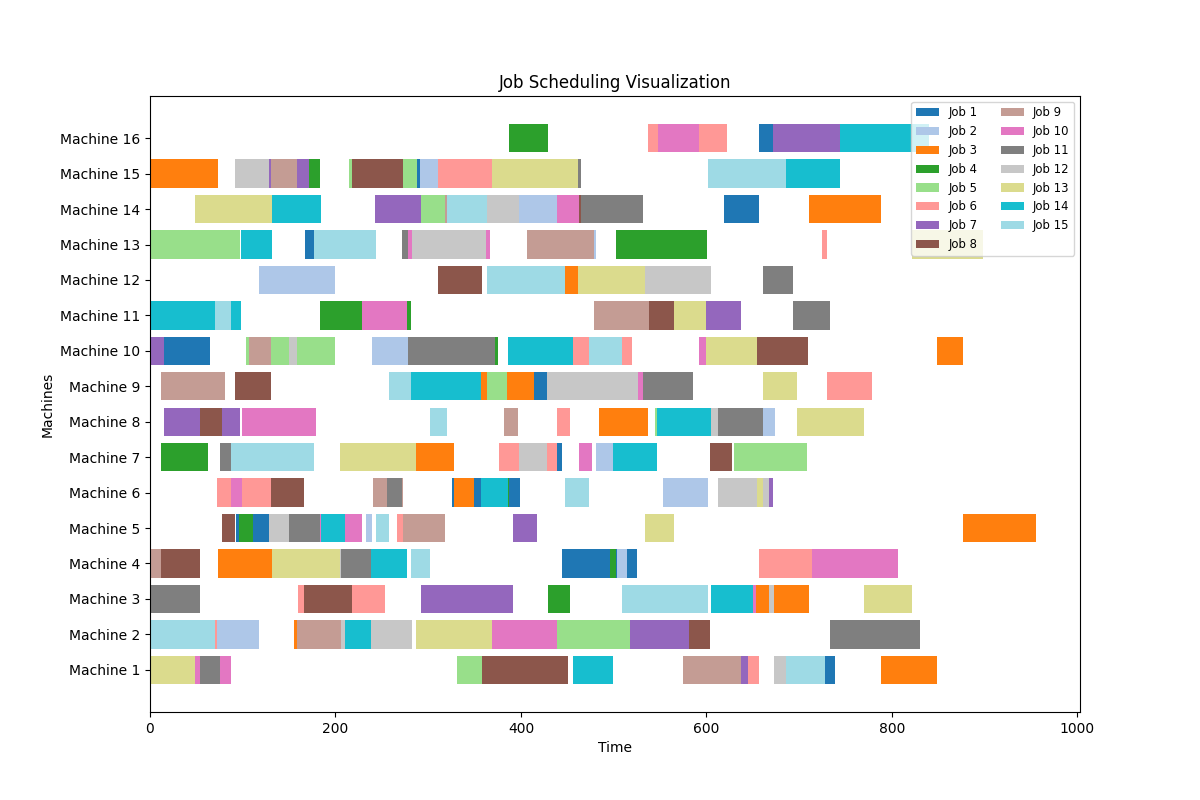 Job Scheduling Visualization
Machine 16
Machine 15
Machine 14
Machine 13
Machine 12
Machine 11
Machine 10
Machine 9
Machine 8
Machine 7
Machine 6
Machine 5
Machine 4
Machine 3
Machine 2
Machine 1
Machines
0 200 400 600 800 1000
Time
Job 1
Job 2
Job 3
Job 4
Job 5
Job 6
Job 7
Job 8
Job 9
Job 10
Job 11
Job 12
Job 13
Job 14
Job 15